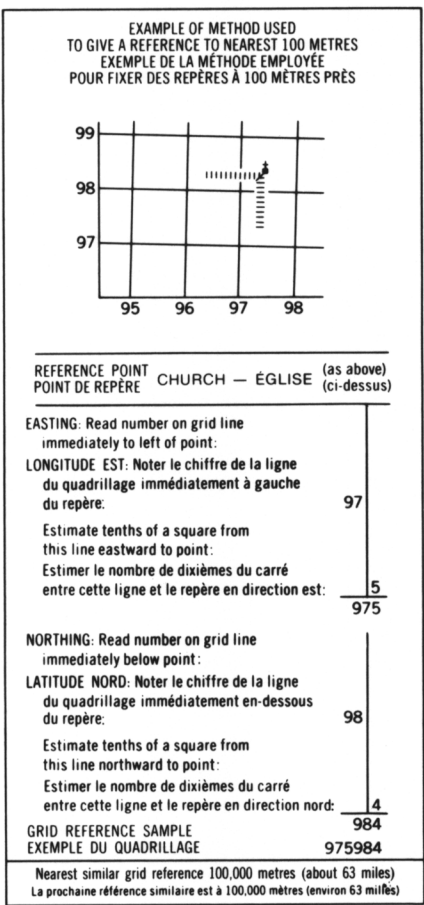 EXAMPLE OF METHOD USED
TO GIVE A REFERENCE TO NEAREST 100 METRES
EXEMPLE DE LA MÉTHODE EMPLOYÉE
POUR FIXER DES REPÈRES À 100 MÈTRES PRÈS
99
98
97
95 96 97 98
REFERENCE POINT
POINT DE REPÈRE
CHURCH — ÉGLISE
(as above)
(ci-dessus)
EASTING: Read number on grid line
immediately to left of point:
LONGITUDE EST: Noter le chiffre de la ligne
du quadrillage immédiatement à gauche
du repère: 97
Estimate tenths of a square from
this line eastward to point:
Estimer le nombre de dixièmes du carré
entre cette ligne et le repère en direction est: 5
975
NORTHING: Read number on grid line
immediately below point:
LATITUDE NORD: Noter le chiffre de la ligne
du quadrillage immédiatement en-dessous
du repère: 98
Estimate tenths of a square from
this line northward to point:
Estimer le nombre de dixièmes du carré
entre cette ligne et le repère en direction nord: 4
984
GRID REFERENCE SAMPLE
EXEMPLE DU QUADRILLAGE 975984
Nearest similar grid reference 100,000 metres (about 63 miles)
La prochaine référence similaire est à 100,000 mètres (environ 63 milles)